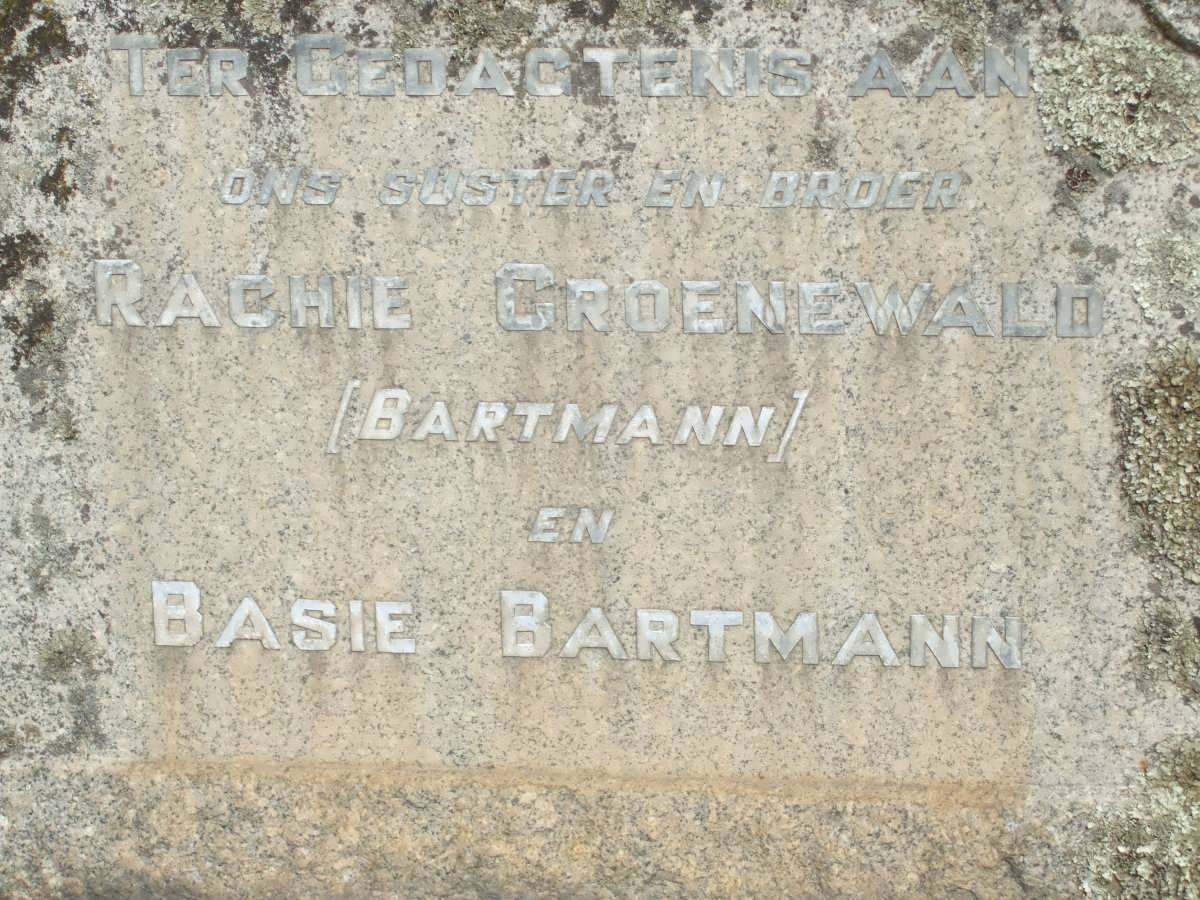 TER GEDAGTENIS AAN
ONS SUSTER EN BROER
RACHIE GROENEWALD
(BARTMANN)
EN
BASIE BARTMANN